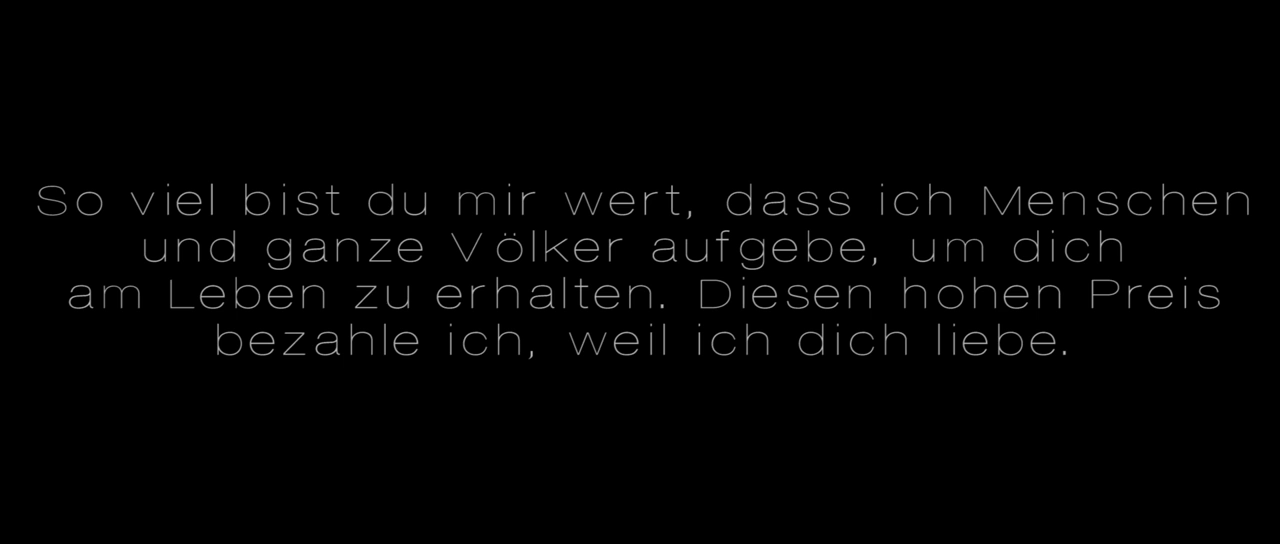 So viel bist du mir wert, dass ich Menschen
und ganze Völker aufgebe, um dich
am Leben zu erhalten. Diesen hohen Preis
bezahle ich, weil ich dich liebe.